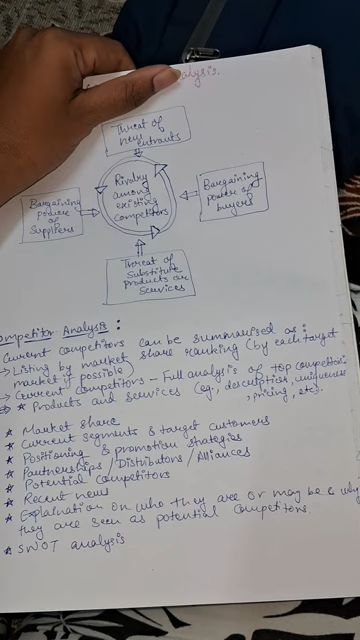 alysis.
Threat of
new
entrants
Rivalry
among
existing
competitors
Bargaining
power of
buyers
Bargaining
power of
suppliers
Threat of
Substitute
Products or
Services
ompetitor Analysis :
Current competitors can be summarised as :
→ Listing by market share ranking (by each target
market if possible)
→ Current competitors - Full analysis of top competitor:
⇒ * Products and services (eg., description, uniqueness
, pricing, etc).
* Market share
* Current segments & target customers
* Positioning & promotion strategies
* Partnerships / Distributors / Alliances
* Potential competitors
* Recent news
* Explaination on who they are or may be & why
they are seen as potential competitors.
* SWOT analysis